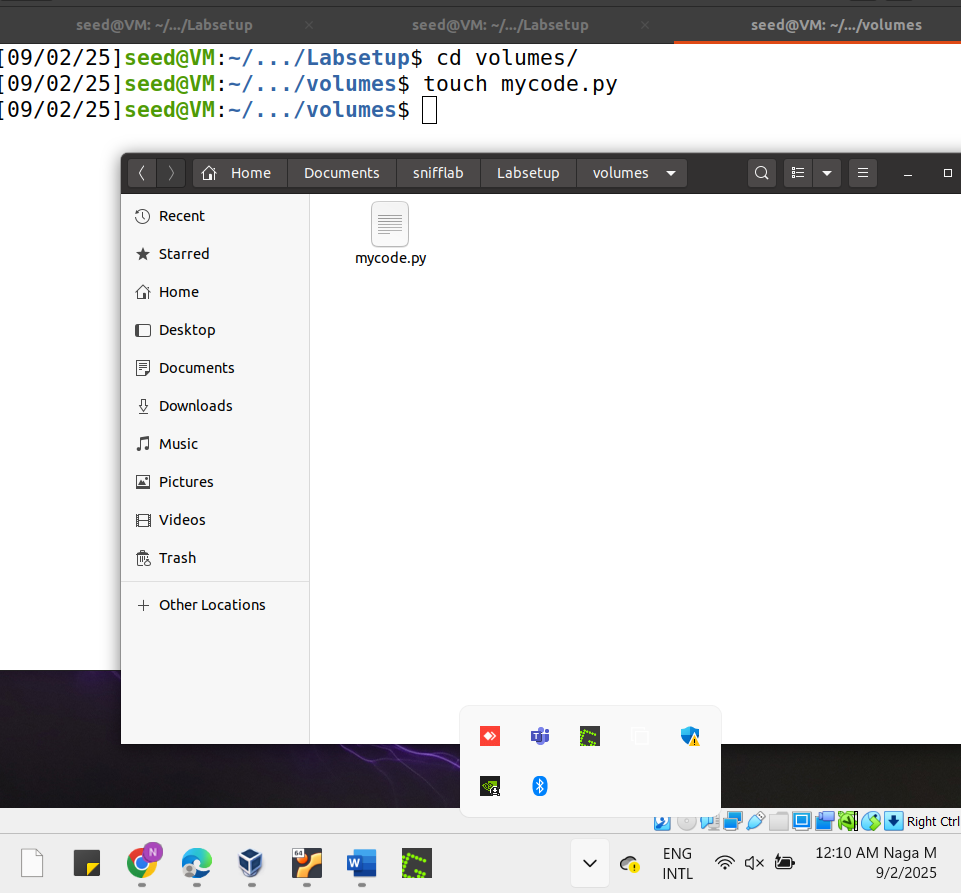 seed@VM: ~/.../Labsetup × seed@VM: ~/.../Labsetup × seed@VM: ~/.../volumes
[09/02/25]seed@VM:~/.../Labsetup$ cd volumes/
[09/02/25]seed@VM:~/.../volumes$ touch mycode.py
[09/02/25]seed@VM:~/.../volumes$
Home Documents snifflab Labsetup volumes
Recent
mycode.py
Starred
Home
Desktop
Documents
Downloads
Music
Pictures
Videos
Trash
+ Other Locations
Right Ctrl
N
64
W
ENG
INTL
12:10 AM Naga M
9/2/2025